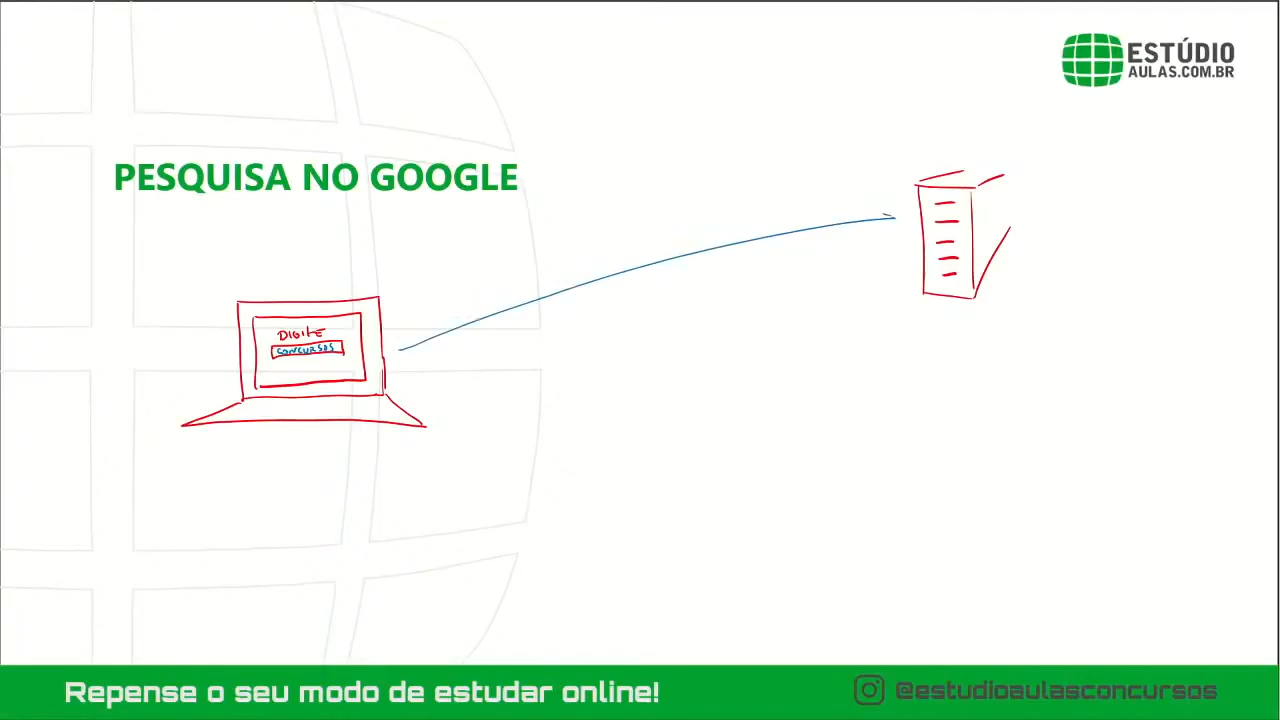 ESTÚDIO
AULAS.COM.BR
PESQUISA NO GOOGLE
DIGITE
CONCURSOS
Repense o seu modo de estudar online!
@estudioaulasconcursos